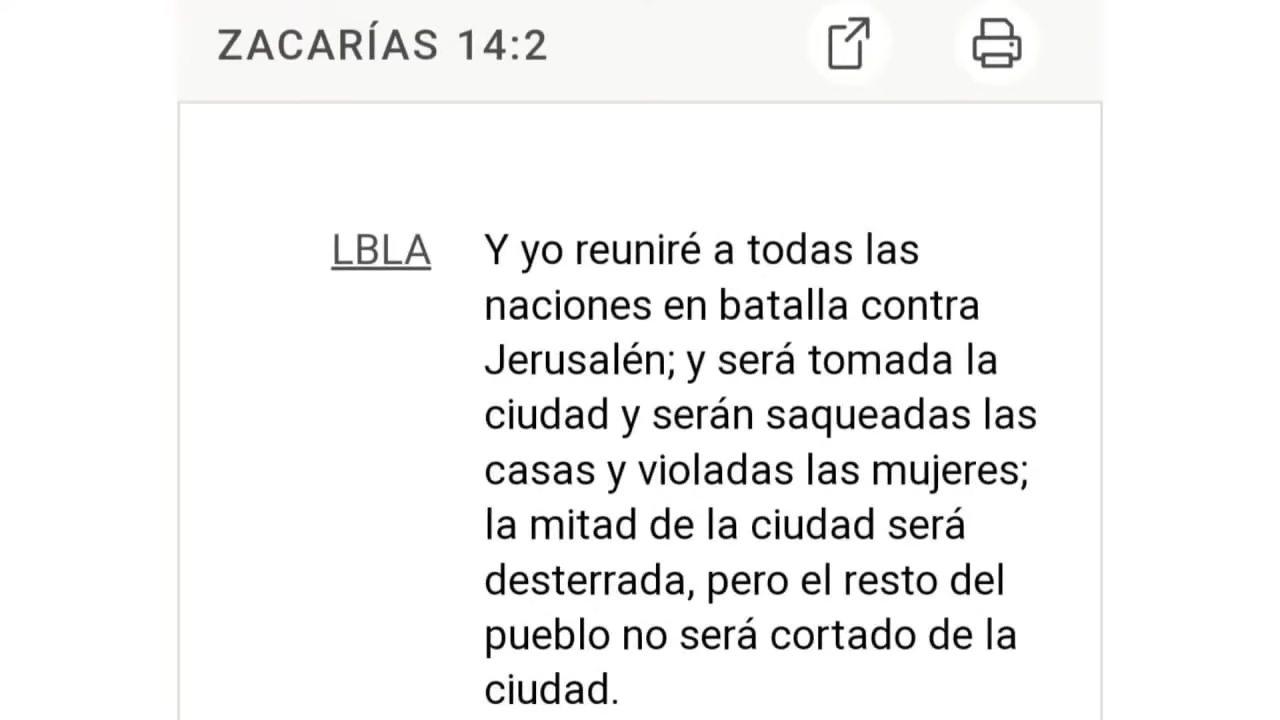 ZACARÍAS 14:2
LBLA Y yo reuniré a todas las
naciones en batalla contra
Jerusalén; y será tomada la
ciudad y serán saqueadas las
casas y violadas las mujeres;
la mitad de la ciudad será
desterrada, pero el resto del
pueblo no será cortado de la
ciudad.